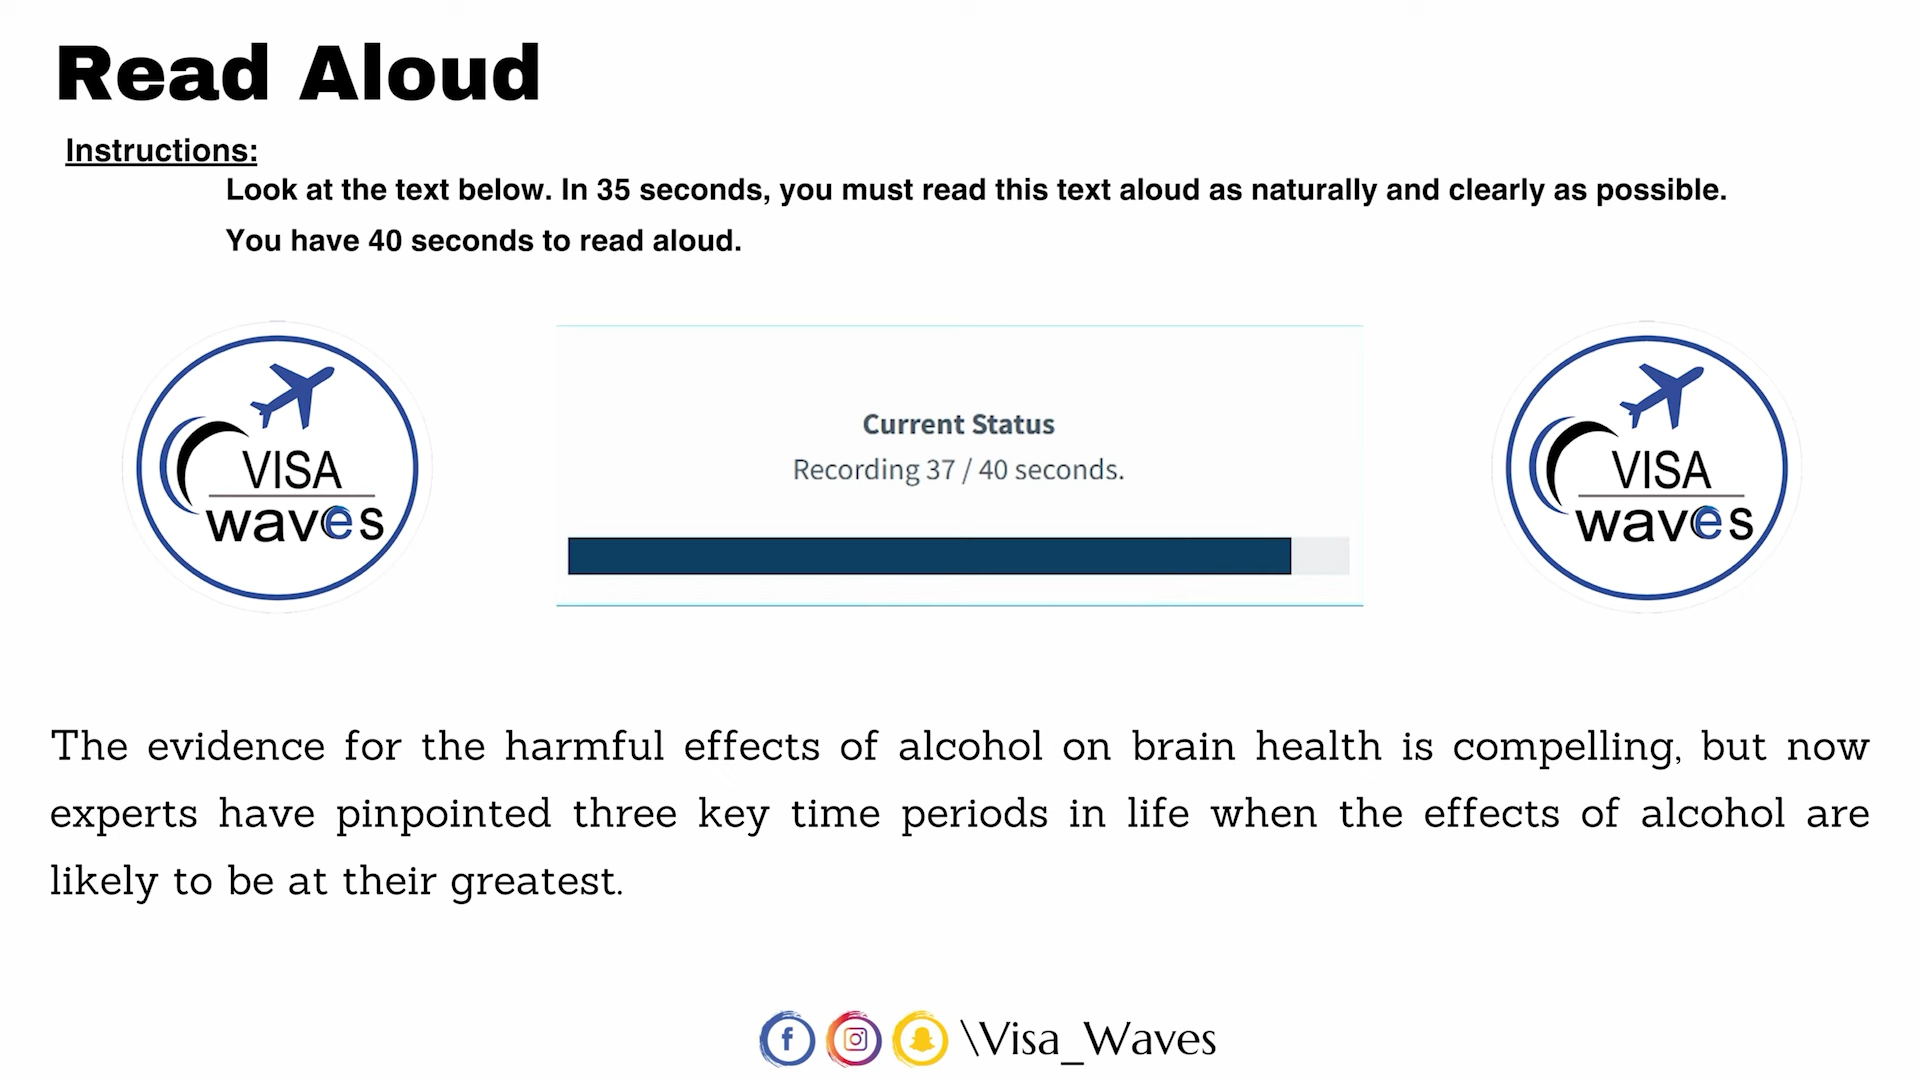 Read Aloud
Instructions:
Look at the text below. In 35 seconds, you must read this text aloud as naturally and clearly as possible.
You have 40 seconds to read aloud.
VISA
waves
Current Status
Recording 37 / 40 seconds.
VISA
waves
The evidence for the harmful effects of alcohol on brain health is compelling, but now
experts have pinpointed three key time periods in life when the effects of alcohol are
likely to be at their greatest.
\Visa_Waves